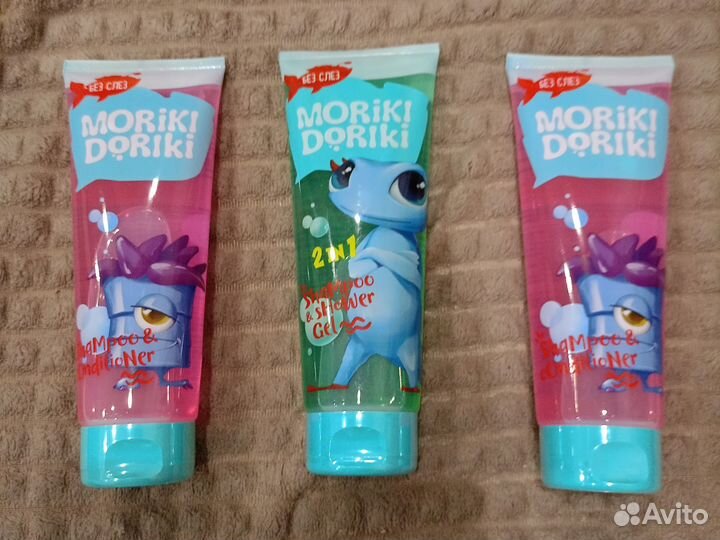 БЕЗ СЛЕЗ
MORiKI
DORiKi
Shampoo &
conditioNer
БЕЗ СЛЕЗ
MORiKI
DORiKi
2 IN 1
Shampoo
& ShoWer
Gel
БЕЗ СЛЕЗ
MORiKI
DORiKi
Shampoo &
conditioNer
Avito